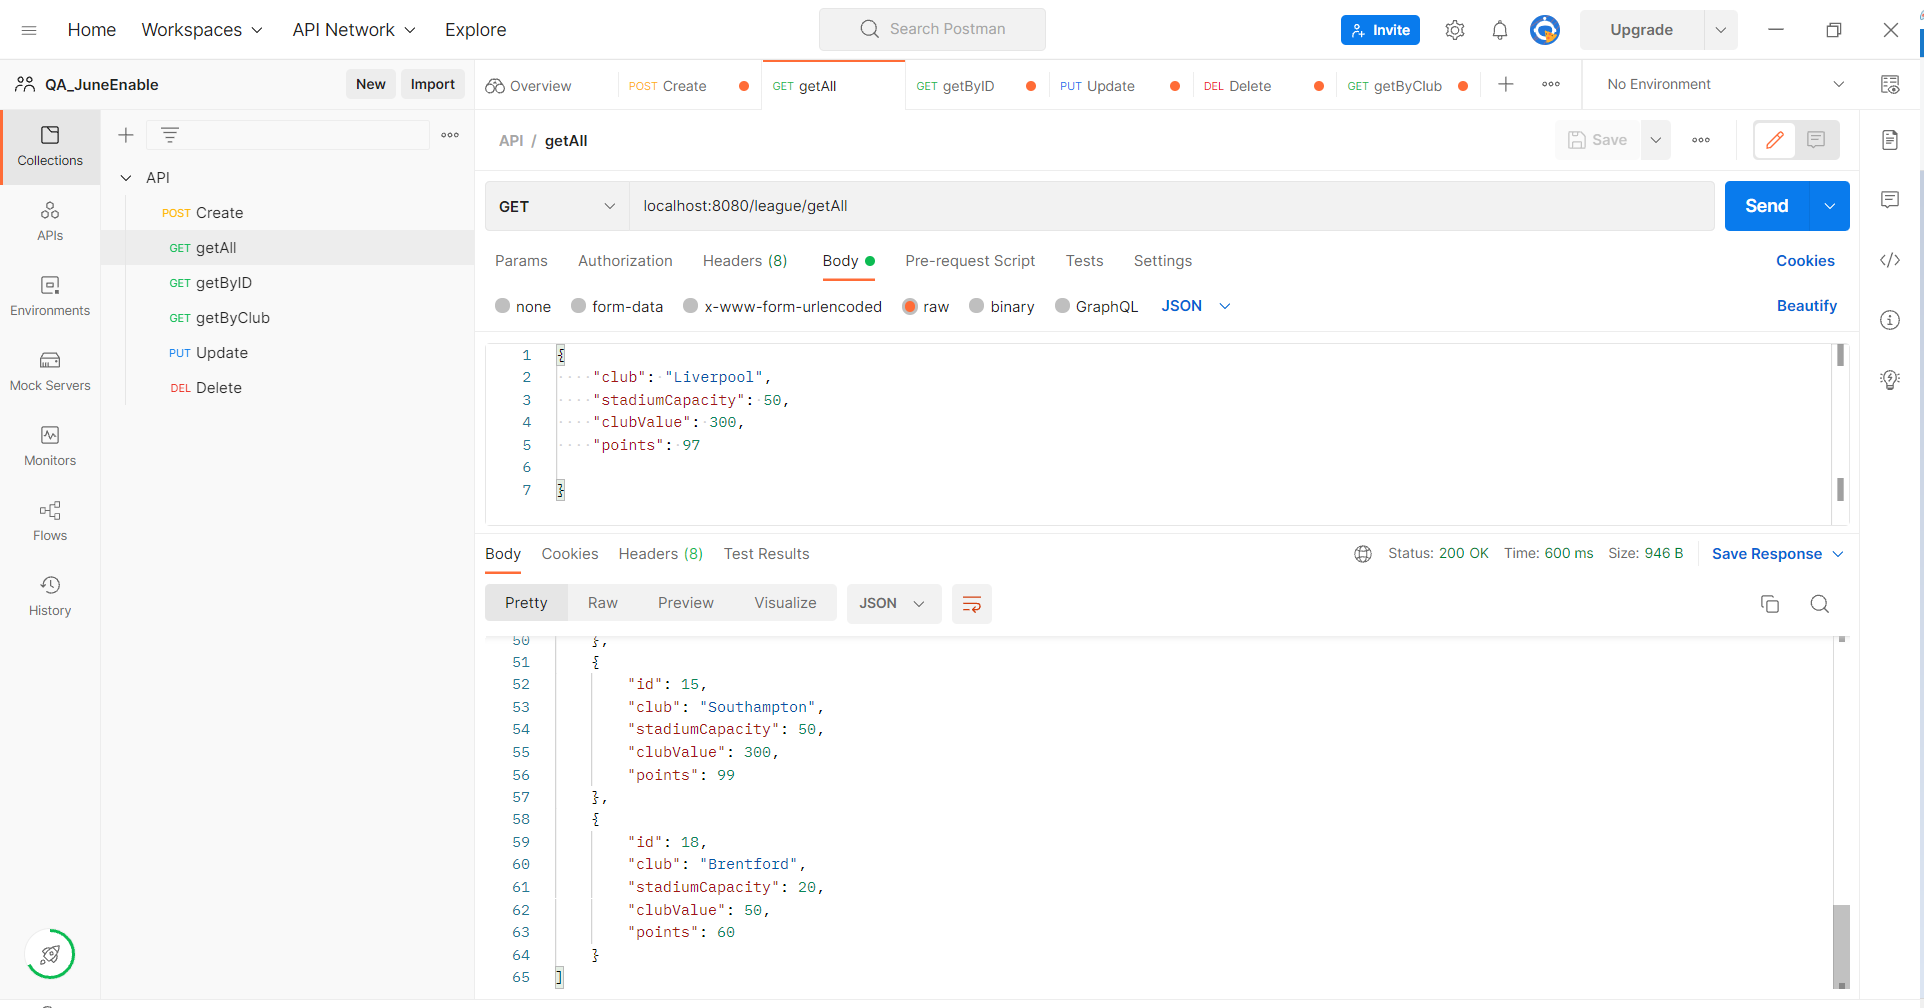 Home Workspaces API Network Explore Search Postman Invite Upgrade
QA_JuneEnable New Import Overview POST Create GET getAll GET getByID PUT Update DEL Delete GET getByClub No Environment
Collections
APIs
Environments
Mock Servers
Monitors
Flows
History
API
POST Create
GET getAll
GET getByID
GET getByClub
PUT Update
DEL Delete
API / getAll Save
GET localhost:8080/league/getAll Send
Params Authorization Headers (8) Body Pre-request Script Tests Settings Cookies
none form-data x-www-form-urlencoded raw binary GraphQL JSON Beautify
1 {
2 "club": "Liverpool",
3 "stadiumCapacity": 50,
4 "clubValue": 300,
5 "points": 97
6
7 }
Body Cookies Headers (8) Test Results Status: 200 OK Time: 600 ms Size: 946 B Save Response
Pretty Raw Preview Visualize JSON
50 },
51 {
52 "id": 15,
53 "club": "Southampton",
54 "stadiumCapacity": 50,
55 "clubValue": 300,
56 "points": 99
57 },
58 {
59 "id": 18,
60 "club": "Brentford",
61 "stadiumCapacity": 20,
62 "clubValue": 50,
63 "points": 60
64 }
65 ]